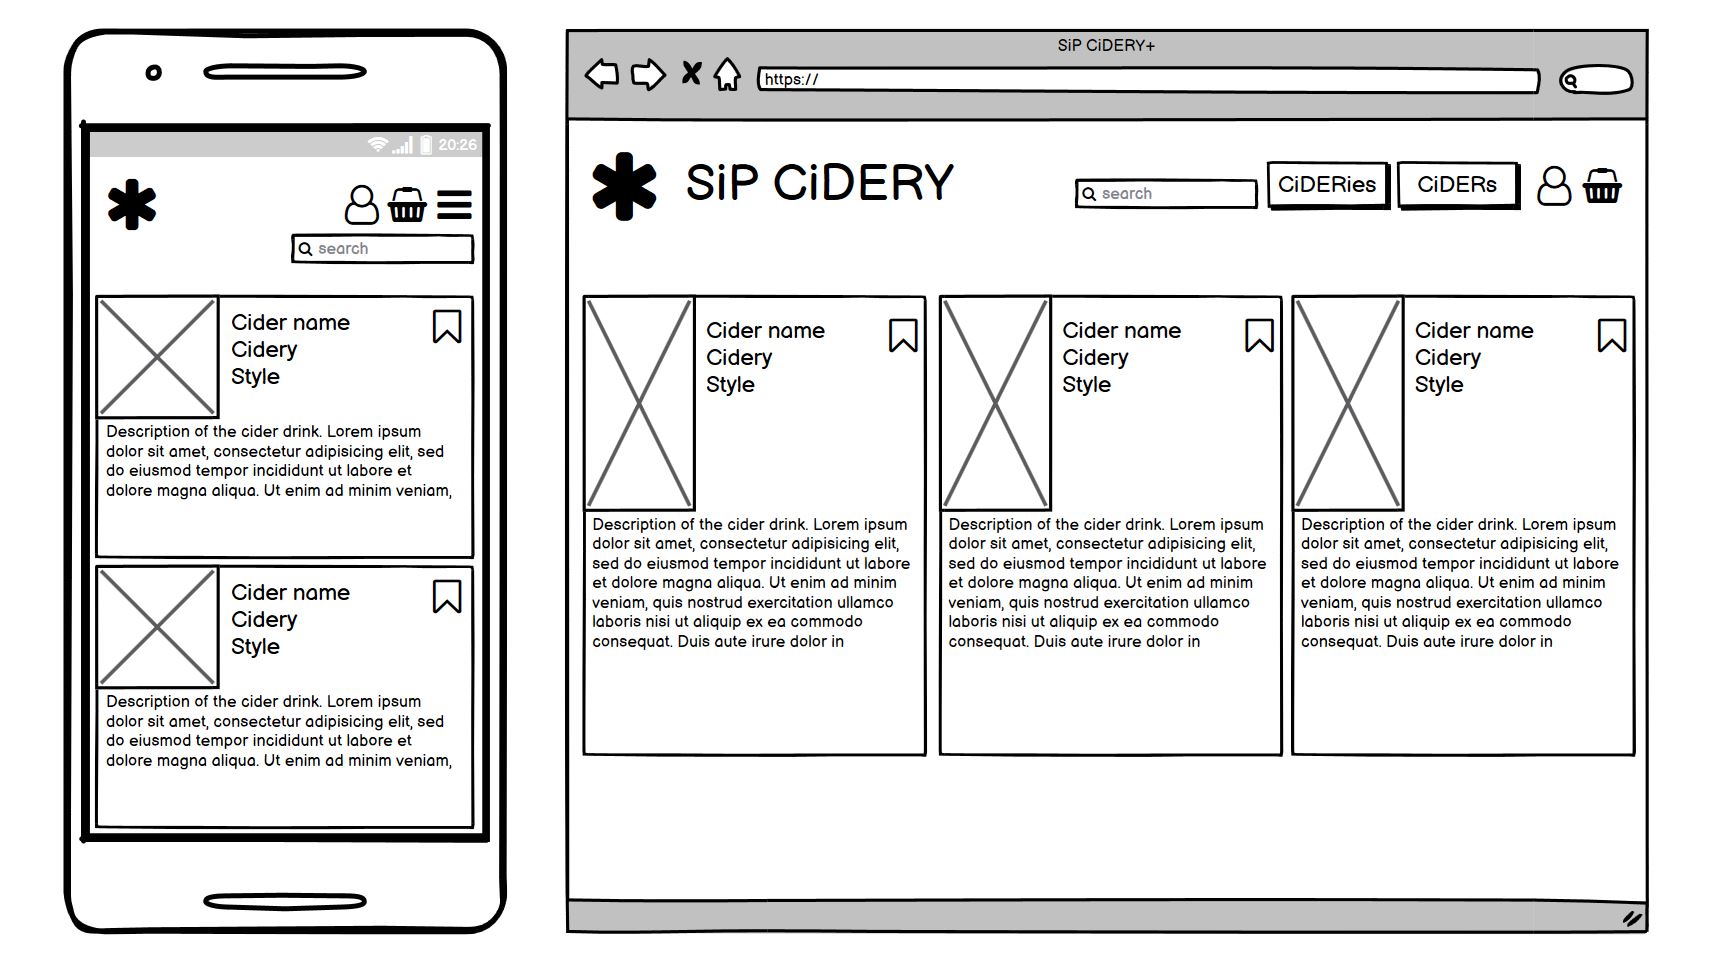 20:26
search
Cider name
Cidery
Style
Description of the cider drink. Lorem ipsum
dolor sit amet, consectetur adipisicing elit, sed
do eiusmod tempor incididunt ut labore et
dolore magna aliqua. Ut enim ad minim veniam,
Cider name
Cidery
Style
Description of the cider drink. Lorem ipsum
dolor sit amet, consectetur adipisicing elit, sed
do eiusmod tempor incididunt ut labore et
dolore magna aliqua. Ut enim ad minim veniam,
SiP CiDERY+
https://
SiP CiDERY
search
CiDERies
CiDERs
Cider name
Cidery
Style
Description of the cider drink. Lorem ipsum
dolor sit amet, consectetur adipisicing elit,
sed do eiusmod tempor incididunt ut labore
et dolore magna aliqua. Ut enim ad minim
veniam, quis nostrud exercitation ullamco
laboris nisi ut aliquip ex ea commodo
consequat. Duis aute irure dolor in
Cider name
Cidery
Style
Description of the cider drink. Lorem ipsum
dolor sit amet, consectetur adipisicing elit,
sed do eiusmod tempor incididunt ut labore
et dolore magna aliqua. Ut enim ad minim
veniam, quis nostrud exercitation ullamco
laboris nisi ut aliquip ex ea commodo
consequat. Duis aute irure dolor in
Cider name
Cidery
Style
Description of the cider drink. Lorem ipsum
dolor sit amet, consectetur adipisicing elit,
sed do eiusmod tempor incididunt ut labore
et dolore magna aliqua. Ut enim ad minim
veniam, quis nostrud exercitation ullamco
laboris nisi ut aliquip ex ea commodo
consequat. Duis aute irure dolor in